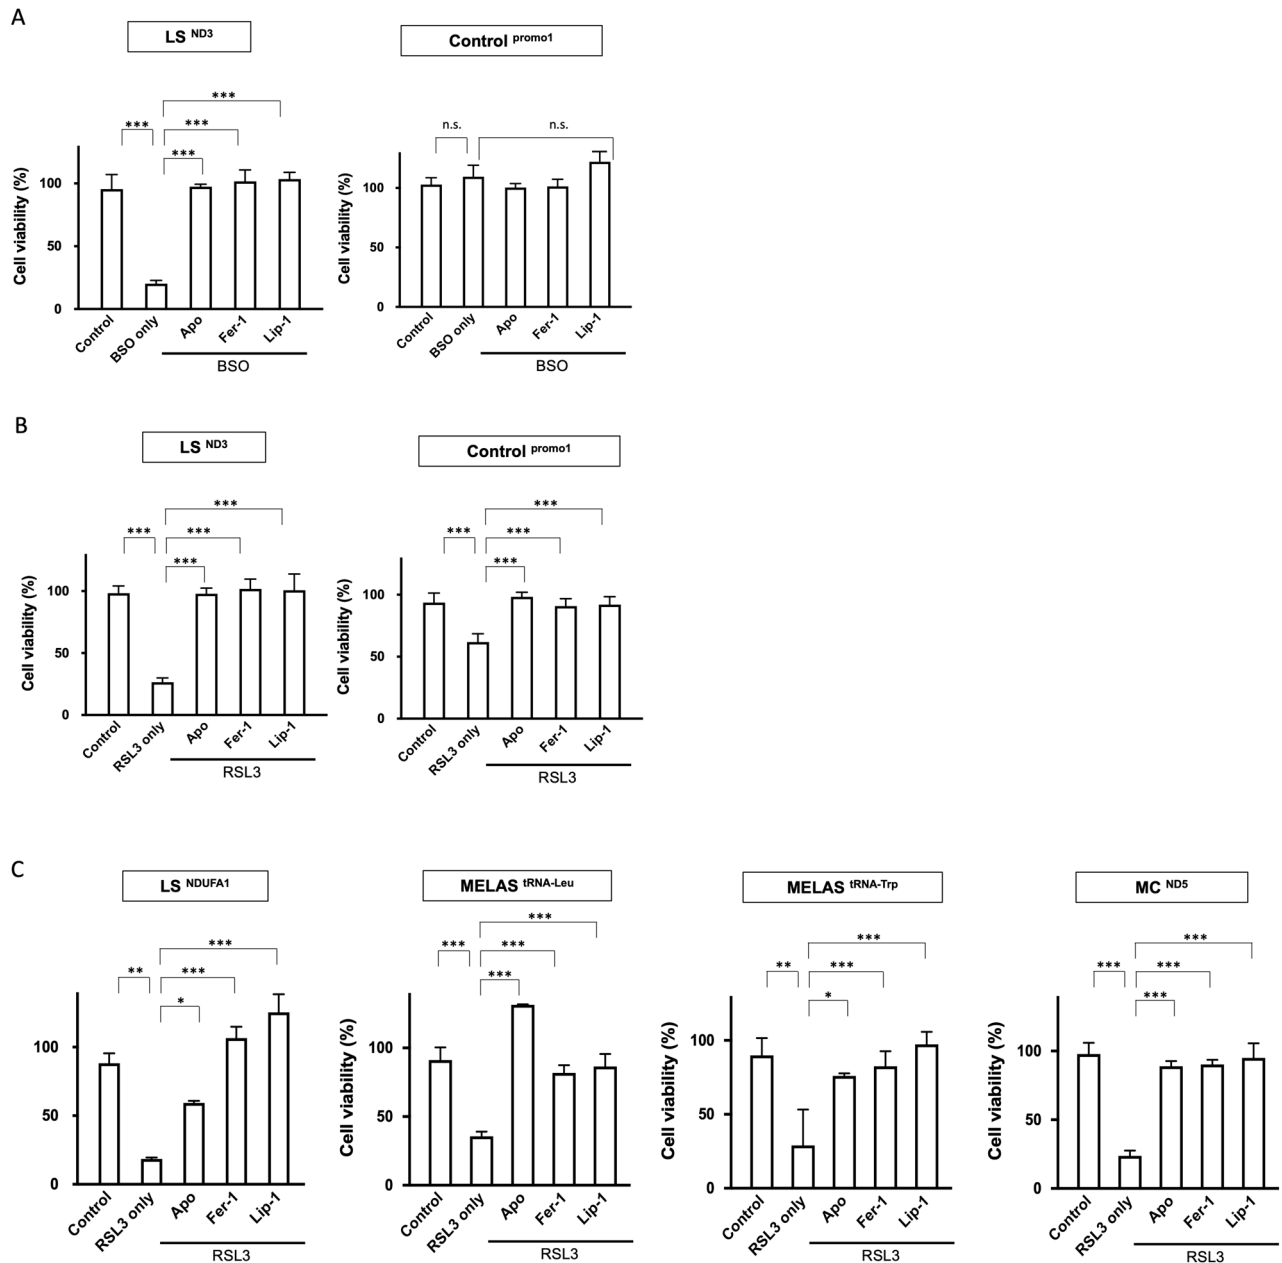 A
LS ND3
Control promo1
***
***
***
***
n.s.
n.s.
Cell viability (%)
100
50
0
Control
BSO only
Apo
Fer-1
Lip-1
BSO
Cell viability (%)
100
50
0
Control
BSO only
Apo
Fer-1
Lip-1
BSO
B
LS ND3
Control promo1
***
***
***
***
***
***
***
***
Cell viability (%)
100
50
0
Control
RSL3 only
Apo
Fer-1
Lip-1
RSL3
Cell viability (%)
100
50
0
Control
RSL3 only
Apo
Fer-1
Lip-1
RSL3
C
LS NDUFA1
MELAS tRNA-Leu
MELAS tRNA-Trp
MC ND5
***
**
***
*
Cell viability (%)
100
50
0
Control
RSL3 only
Apo
Fer-1
Lip-1
RSL3
***
***
***
***
Cell viability (%)
100
50
0
Control
RSL3 only
Apo
Fer-1
Lip-1
RSL3
***
**
***
*
Cell viability (%)
100
50
0
Control
RSL3 only
Apo
Fer-1
Lip-1
RSL3
***
***
***
***
Cell viability (%)
100
50
0
Control
RSL3 only
Apo
Fer-1
Lip-1
RSL3